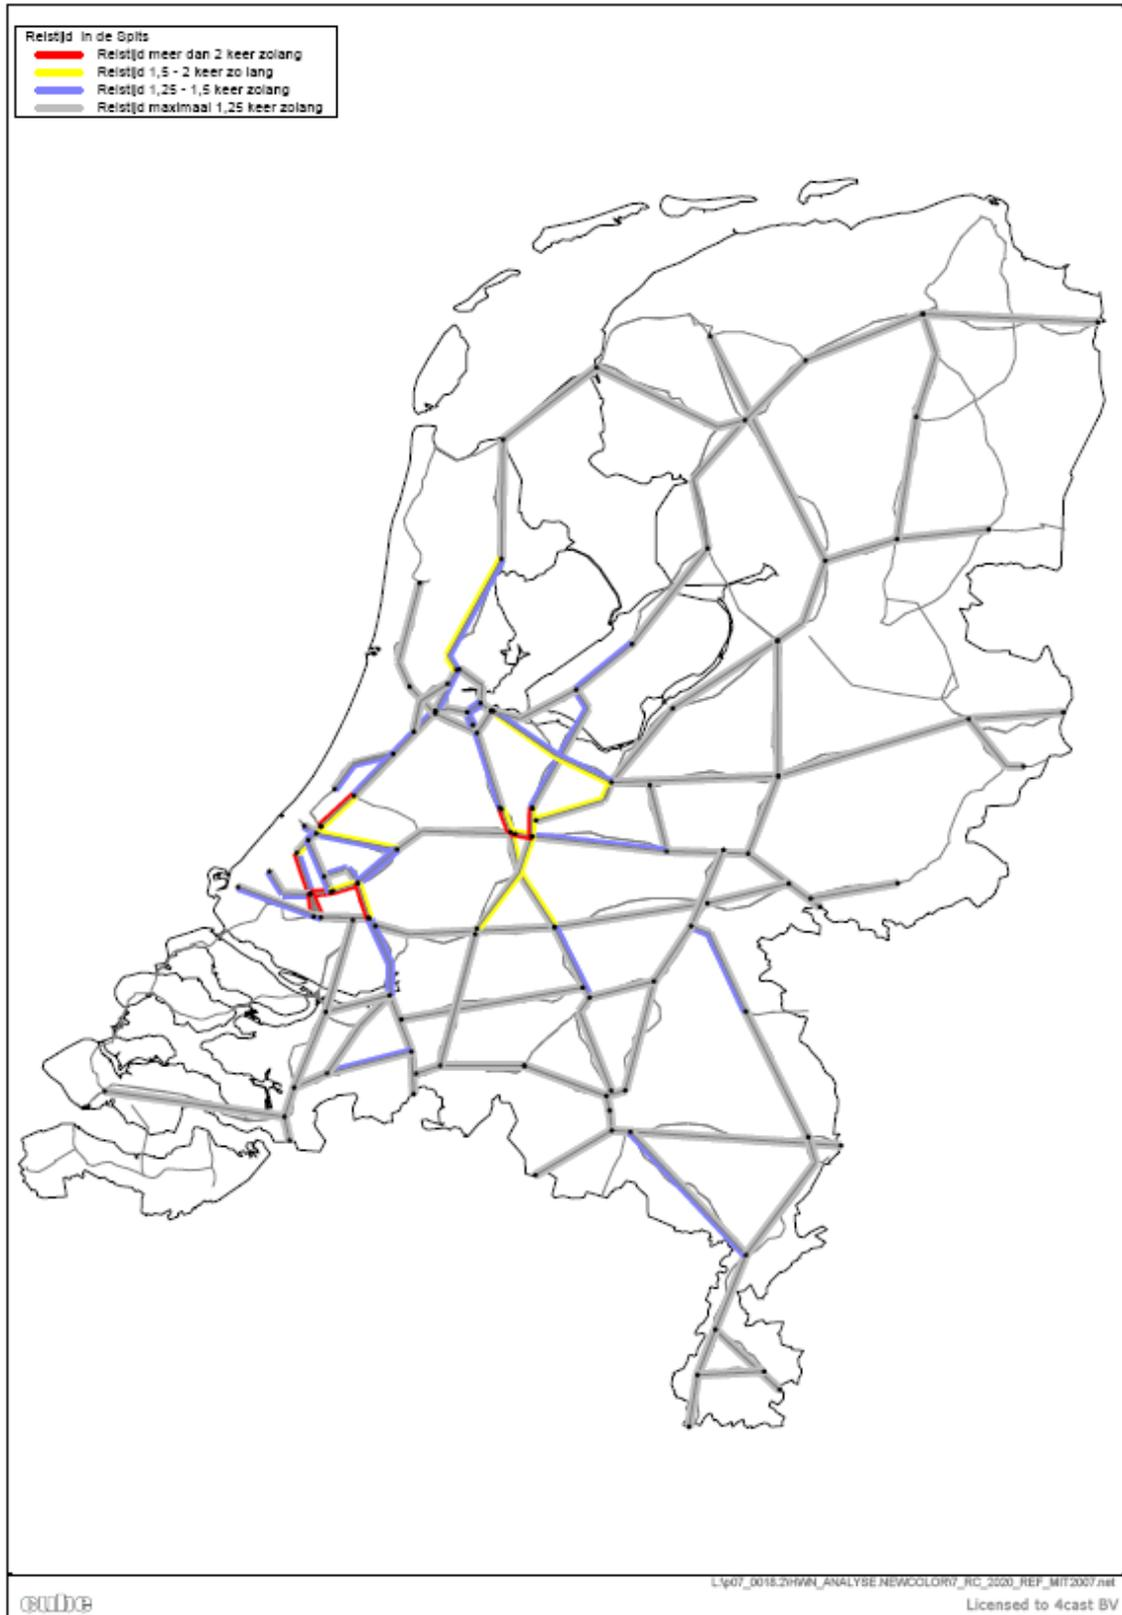 Reistijd in de Spits
Reistijd meer dan 2 keer zolang
Reistijd 1,5 - 2 keer zo lang
Reistijd 1,25 - 1,5 keer zolang
Reistijd maximaal 1,25 keer zolang
L:\p07_0018.2\HWN_ANALYSE.NEWCOLOR\7_RC_2020_REF_MIT2007.net
cube
Licensed to 4cast BV